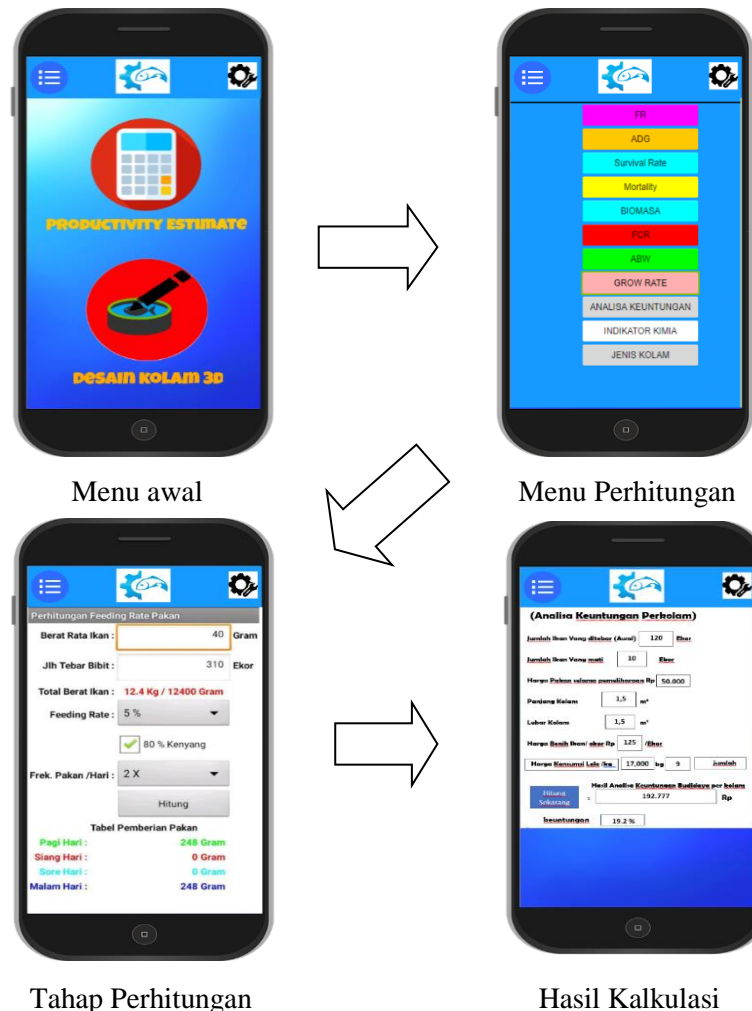 PRODUCTIVITY ESTIMATE
DESAIN KOLAM 3D
Menu awal
FR
ADG
Survival Rate
Mortality
BIOMASA
FCR
ABW
GROW RATE
ANALISA KEUNTUNGAN
INDIKATOR KIMIA
JENIS KOLAM
Menu Perhitungan
Perhitungan Feeding Rate Pakan
Berat Rata Ikan : 40 Gram
Jlh Tebar Bibit : 310 Ekor
Total Berat Ikan : 12.4 Kg / 12400 Gram
Feeding Rate : 5 %
80 % Kenyang
Frek. Pakan /Hari : 2 X
Hitung
Tabel Pemberian Pakan
Pagi Hari : 248 Gram
Siang Hari : 0 Gram
Sore Hari : 0 Gram
Malam Hari : 248 Gram
Tahap Perhitungan
(Analisa Keuntungan Perkolam)
Jumlah Ikan Yang ditebar (Awal) 120 Ekor
Jumlah Ikan Yang mati 10 Ekor
Harga Pakan selama pemeliharaan Rp 50.000
Panjang Kolam 1,5 m²
Lebar Kolam 1,5 m²
Harga Benih Ikan/ ekor Rp 125 /Ekor
Harga Konsumsi Lele /kg 17,000 kg 9 jumlah
Hasil Analisa Keuntungan Budidaya per kolam
Hitung Sekarang : 192.777 Rp
keuntungan 19.2 %
Hasil Kalkulasi